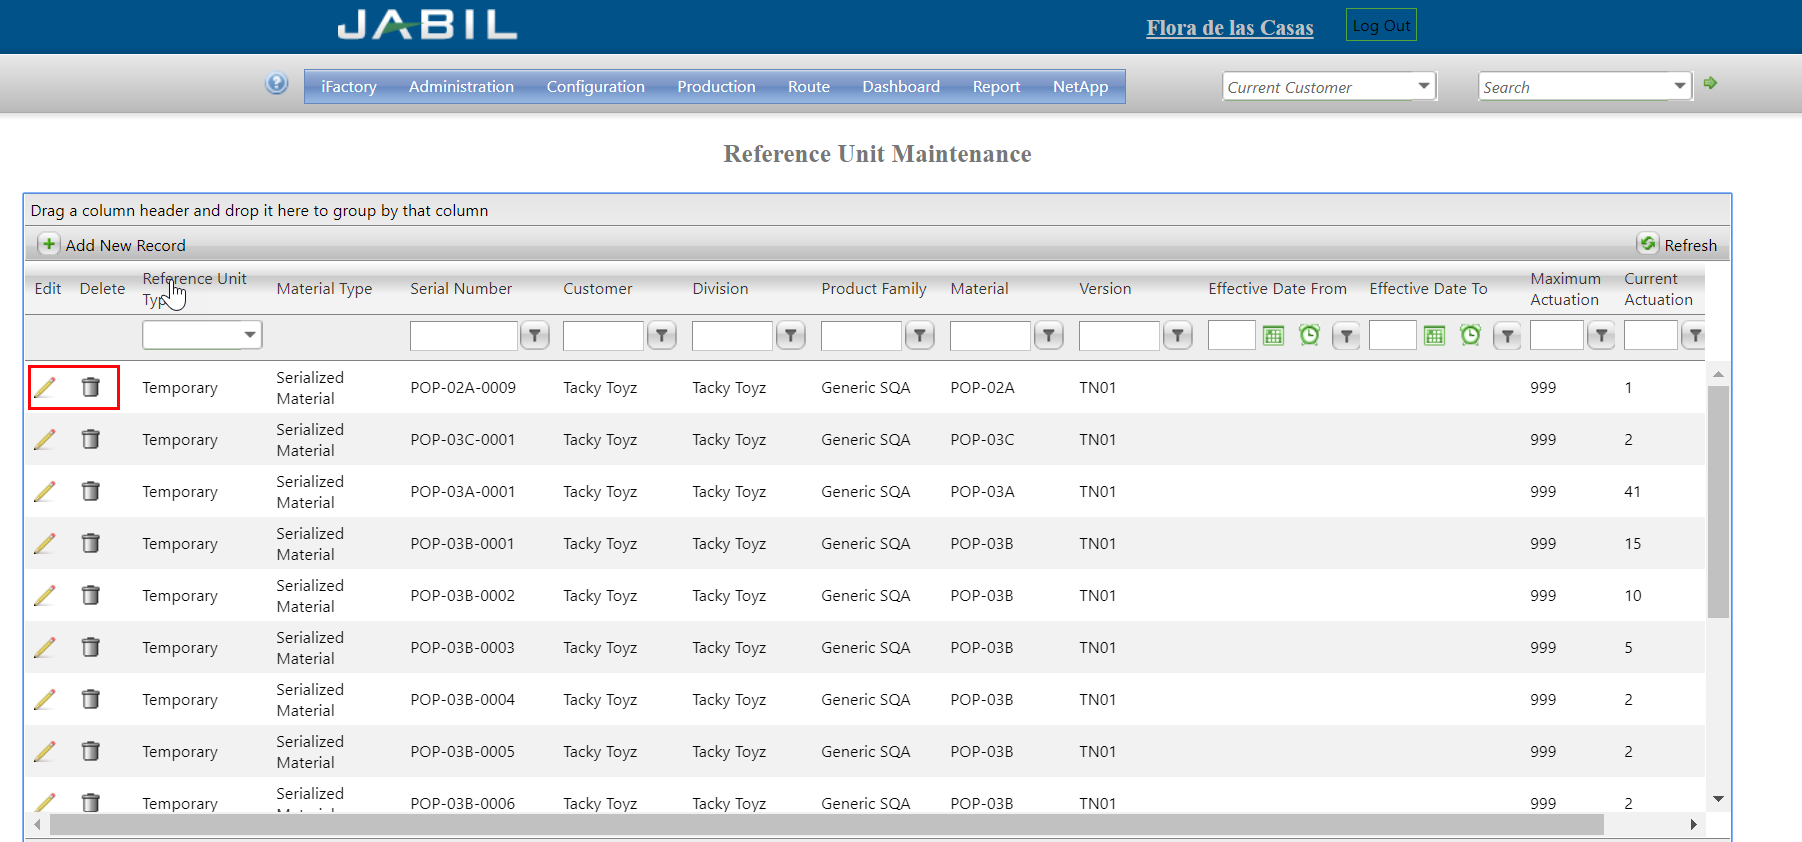 JABIL
Flora de las Casas
Log Out
iFactory Administration Configuration Production Route Dashboard Report NetApp
Current Customer
Search
Reference Unit Maintenance
Drag a column header and drop it here to group by that column
Add New Record
Refresh
Edit Delete Reference Unit Material Type Serial Number Customer Division Product Family Material Version Effective Date From Effective Date To Maximum Actuation Current Actuation
Temporary Serialized Material POP-02A-0009 Tacky Toyz Tacky Toyz Generic SQA POP-02A TN01 999 1
Temporary Serialized Material POP-03C-0001 Tacky Toyz Tacky Toyz Generic SQA POP-03C TN01 999 2
Temporary Serialized Material POP-03A-0001 Tacky Toyz Tacky Toyz Generic SQA POP-03A TN01 999 41
Temporary Serialized Material POP-03B-0001 Tacky Toyz Tacky Toyz Generic SQA POP-03B TN01 999 15
Temporary Serialized Material POP-03B-0002 Tacky Toyz Tacky Toyz Generic SQA POP-03B TN01 999 10
Temporary Serialized Material POP-03B-0003 Tacky Toyz Tacky Toyz Generic SQA POP-03B TN01 999 5
Temporary Serialized Material POP-03B-0004 Tacky Toyz Tacky Toyz Generic SQA POP-03B TN01 999 2
Temporary Serialized Material POP-03B-0005 Tacky Toyz Tacky Toyz Generic SQA POP-03B TN01 999 2
Temporary Serialized POP-03B-0006 Tacky Toyz Tacky Toyz Generic SQA POP-03B TN01 999 2